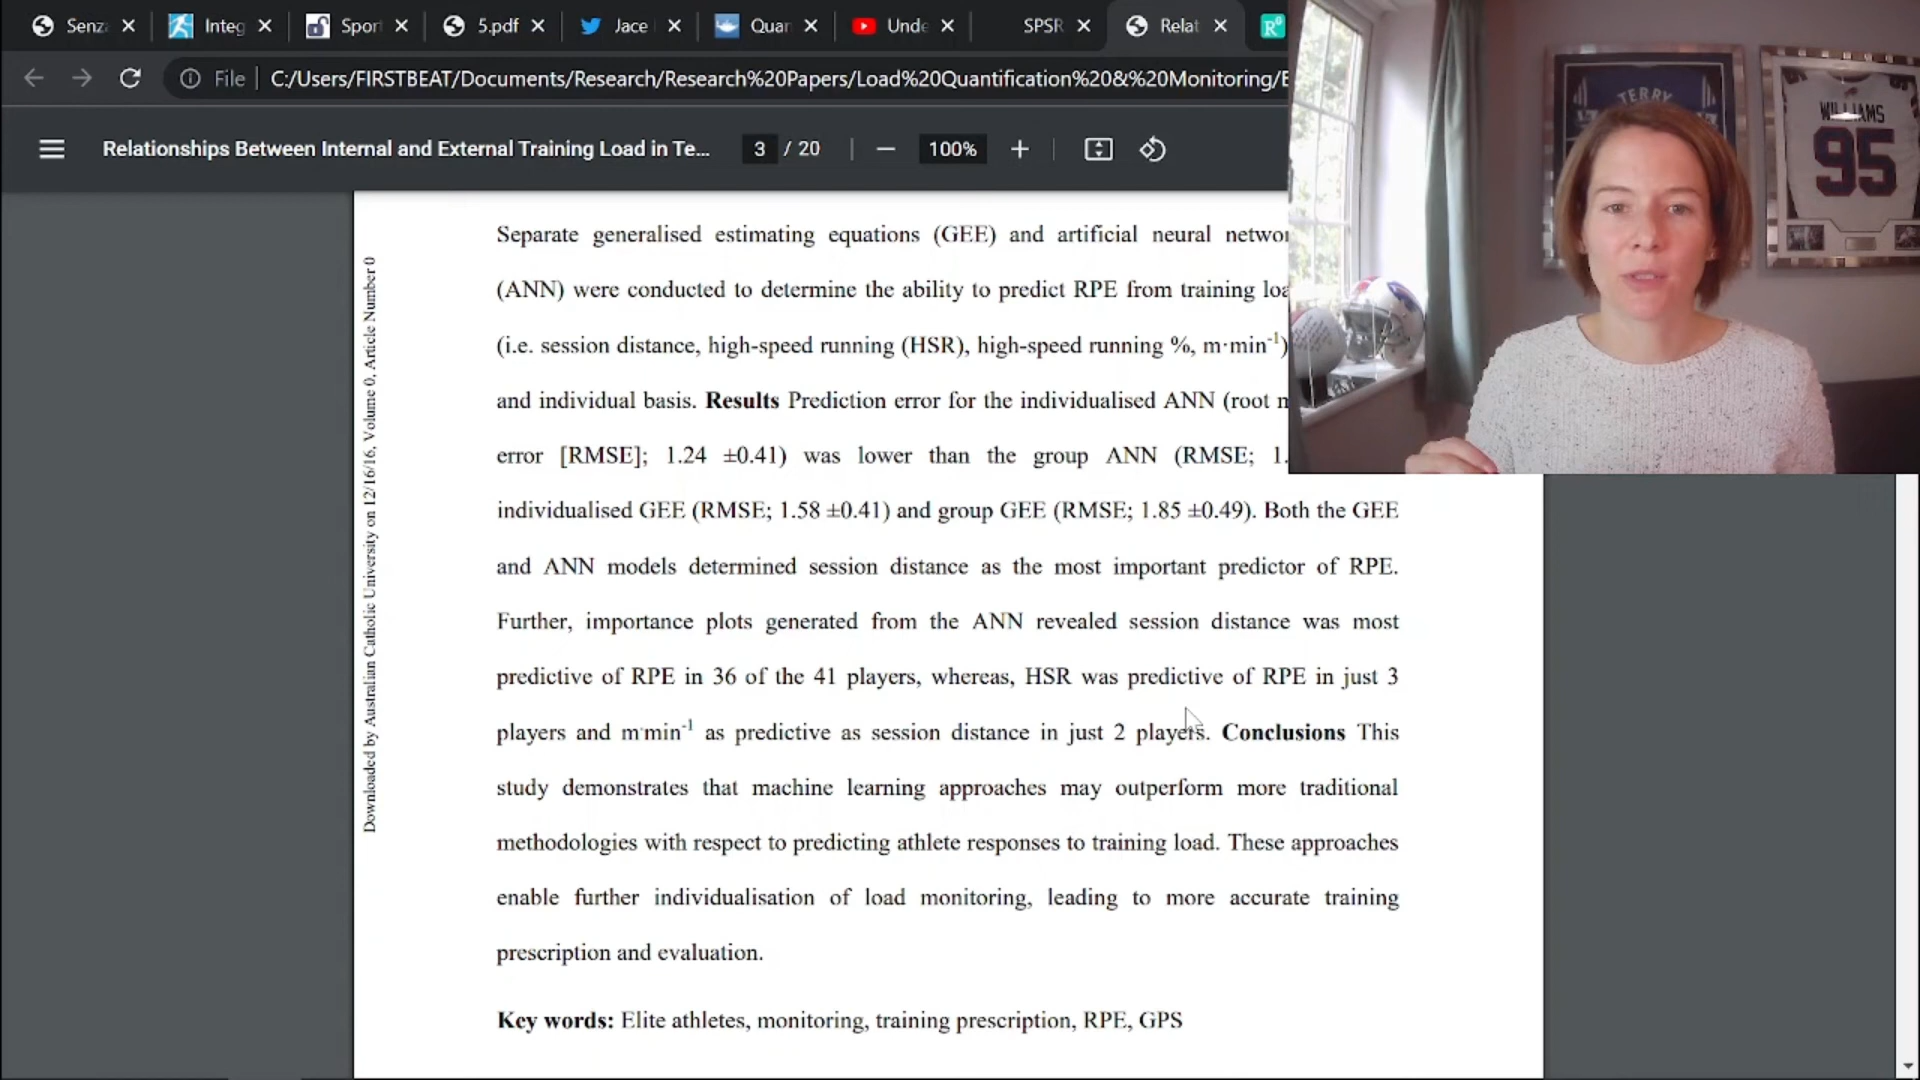 Senz Integ Sport 5.pdf Jace Quan Unde SPSR Relat
File C:/Users/FIRSTBEAT/Documents/Research/Research%20Papers/Load%20Quantification%20&%20Monitoring/E
Relationships Between Internal and External Training Load in Te... 3 / 20 100%
TERRY
WILLIAMS
95
Downloaded by Australian Catholic University on 12/16/16, Volume 0, Article Number 0
Separate generalised estimating equations (GEE) and artificial neural networ
(ANN) were conducted to determine the ability to predict RPE from training loa
(i.e. session distance, high-speed running (HSR), high-speed running %, m·min⁻¹)
and individual basis. Results Prediction error for the individualised ANN (root m
error [RMSE]; 1.24 ±0.41) was lower than the group ANN (RMSE; 1.
individualised GEE (RMSE; 1.58 ±0.41) and group GEE (RMSE; 1.85 ±0.49). Both the GEE
and ANN models determined session distance as the most important predictor of RPE.
Further, importance plots generated from the ANN revealed session distance was most
predictive of RPE in 36 of the 41 players, whereas, HSR was predictive of RPE in just 3
players and m·min⁻¹ as predictive as session distance in just 2 players. Conclusions This
study demonstrates that machine learning approaches may outperform more traditional
methodologies with respect to predicting athlete responses to training load. These approaches
enable further individualisation of load monitoring, leading to more accurate training
prescription and evaluation.
Key words: Elite athletes, monitoring, training prescription, RPE, GPS